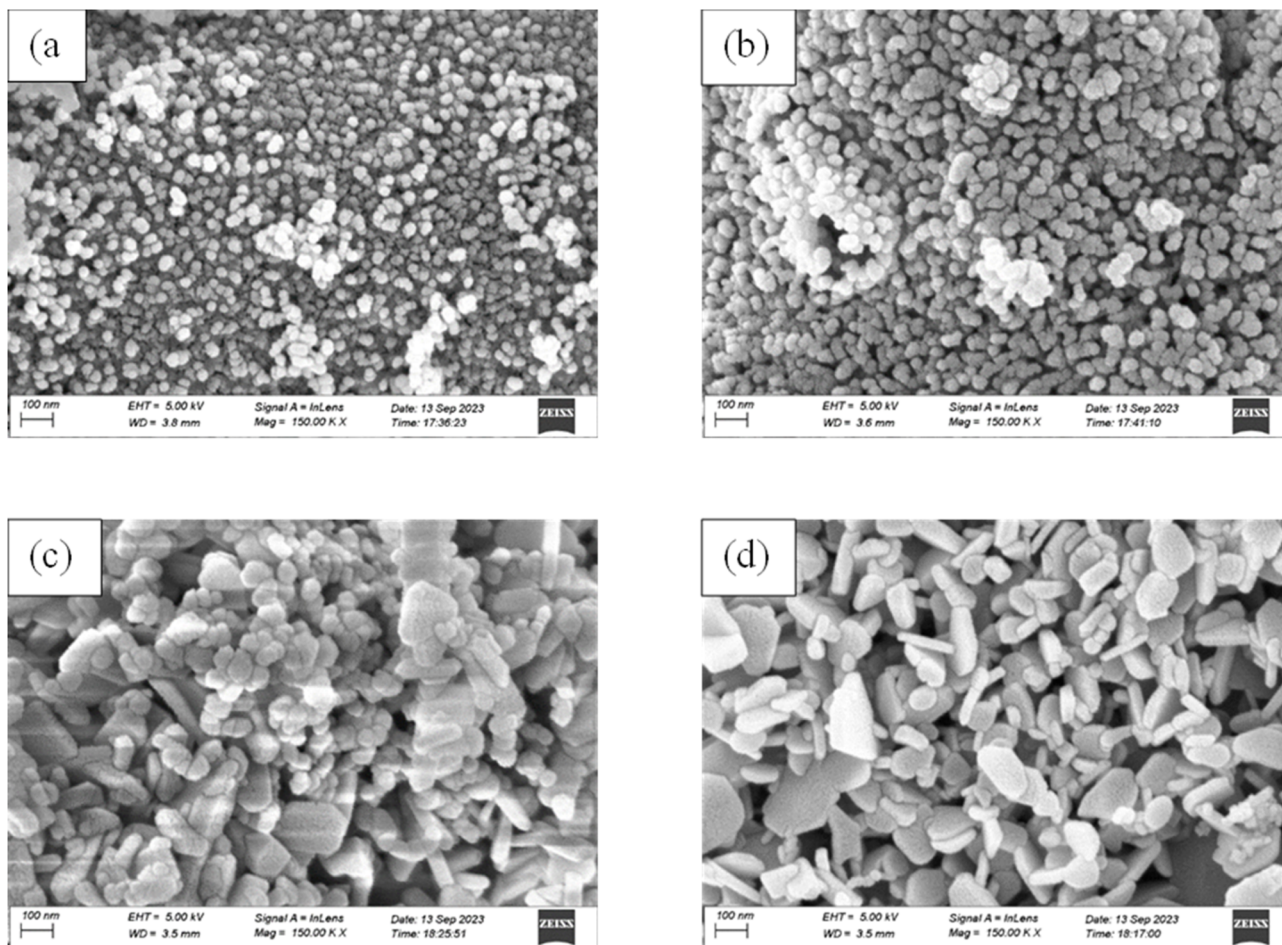 (a)
100 nm EHT = 5.00 kV Signal A = InLens Date: 13 Sep 2023 ZEISS
WD = 3.8 mm Mag = 150.00 K X Time: 17:36:23
(b)
100 nm EHT = 5.00 kV Signal A = InLens Date: 13 Sep 2023 ZEISS
WD = 3.6 mm Mag = 150.00 K X Time: 17:41:10
(c)
100 nm EHT = 5.00 kV Signal A = InLens Date: 13 Sep 2023 ZEISS
WD = 3.5 mm Mag = 150.00 K X Time: 18:25:51
(d)
100 nm EHT = 5.00 kV Signal A = InLens Date: 13 Sep 2023 ZEISS
WD = 3.5 mm Mag = 150.00 K X Time: 18:17:00